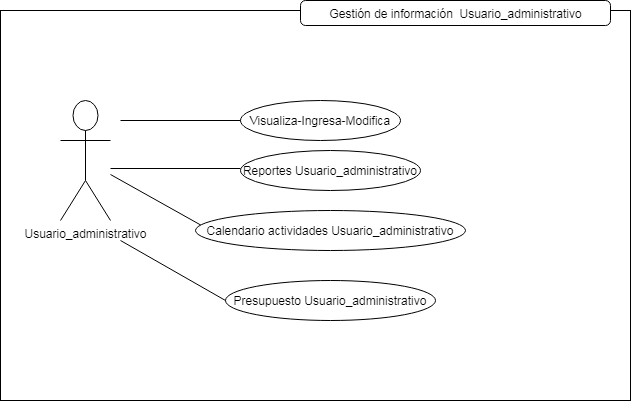 Gestión de información  Usuario_administrativo
Visualiza-Ingresa-Modifica
Reportes Usuario_administrativo
Calendario actividades Usuario_administrativo
Usuario_administrativo
Presupuesto Usuario_administrativo